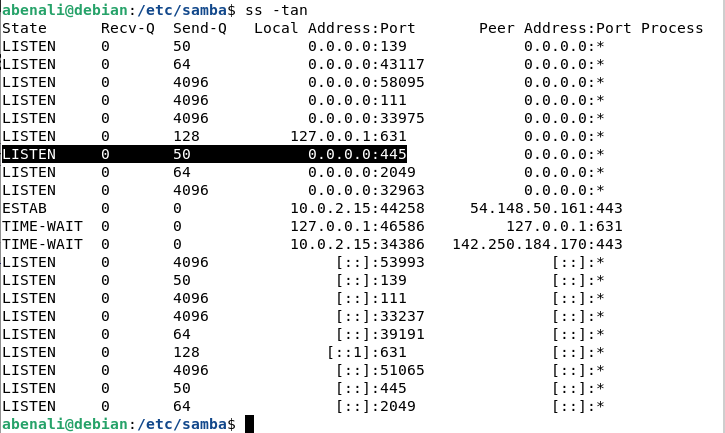 abenali@debian:/etc/samba$ ss -tan
State Recv-Q Send-Q Local Address:Port Peer Address:Port Process
LISTEN 0 50 0.0.0.0:139 0.0.0.0:*
LISTEN 0 64 0.0.0.0:43117 0.0.0.0:*
LISTEN 0 4096 0.0.0.0:58095 0.0.0.0:*
LISTEN 0 4096 0.0.0.0:111 0.0.0.0:*
LISTEN 0 4096 0.0.0.0:33975 0.0.0.0:*
LISTEN 0 128 127.0.0.1:631 0.0.0.0:*
LISTEN 0 50 0.0.0.0:445 0.0.0.0:*
LISTEN 0 64 0.0.0.0:2049 0.0.0.0:*
LISTEN 0 4096 0.0.0.0:32963 0.0.0.0:*
ESTAB 0 0 10.0.2.15:44258 54.148.50.161:443
TIME-WAIT 0 0 127.0.0.1:46586 127.0.0.1:631
TIME-WAIT 0 0 10.0.2.15:34386 142.250.184.170:443
LISTEN 0 4096 [::]:53993 [::]:*
LISTEN 0 50 [::]:139 [::]:*
LISTEN 0 4096 [::]:111 [::]:*
LISTEN 0 4096 [::]:33237 [::]:*
LISTEN 0 64 [::]:39191 [::]:*
LISTEN 0 128 [::1]:631 [::]:*
LISTEN 0 4096 [::]:51065 [::]:*
LISTEN 0 50 [::]:445 [::]:*
LISTEN 0 64 [::]:2049 [::]:*
abenali@debian:/etc/samba$